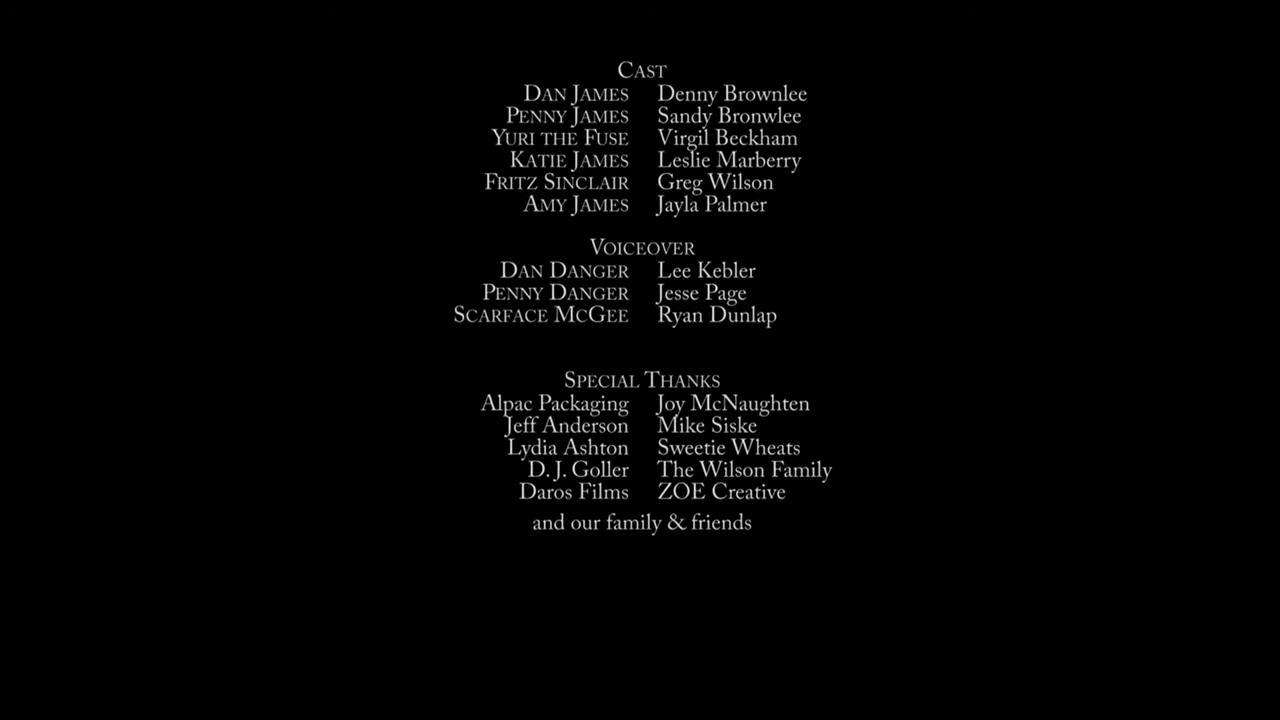 CAST
DAN JAMES Denny Brownlee
PENNY JAMES Sandy Bronwlee
YURI THE FUSE Virgil Beckham
KATIE JAMES Leslie Marberry
FRITZ SINCLAIR Greg Wilson
AMY JAMES Jayla Palmer
VOICEOVER
DAN DANGER Lee Kebler
PENNY DANGER Jesse Page
SCARFACE MCGEE Ryan Dunlap
SPECIAL THANKS
Alpac Packaging Joy McNaughten
Jeff Anderson Mike Siske
Lydia Ashton Sweetie Wheats
D. J. Goller The Wilson Family
Daros Films ZOE Creative
and our family & friends